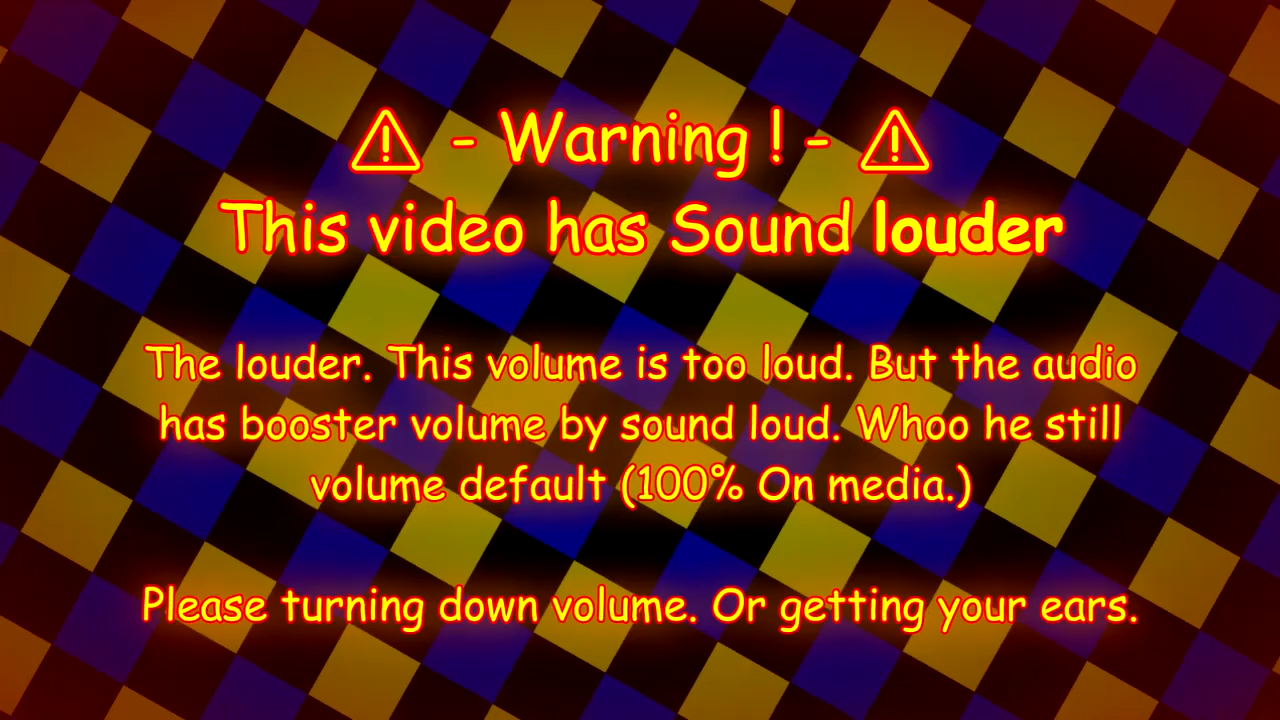 ⚠ - Warning ! - ⚠
This video has Sound louder
The louder. This volume is too loud. But the audio
has booster volume by sound loud. Whoo he still
volume default (100% On media.)
Please turning down volume. Or getting your ears.